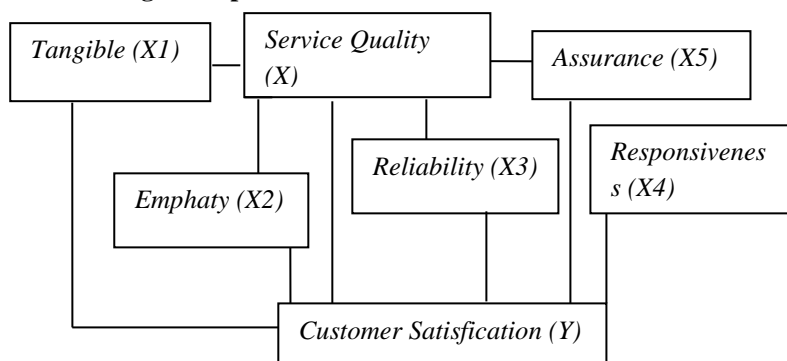 Tangible (X1)
Service Quality
(X)
Assurance (X5)
Emphaty (X2)
Reliability (X3)
Responsivenes
s (X4)
Customer Satisfication (Y)